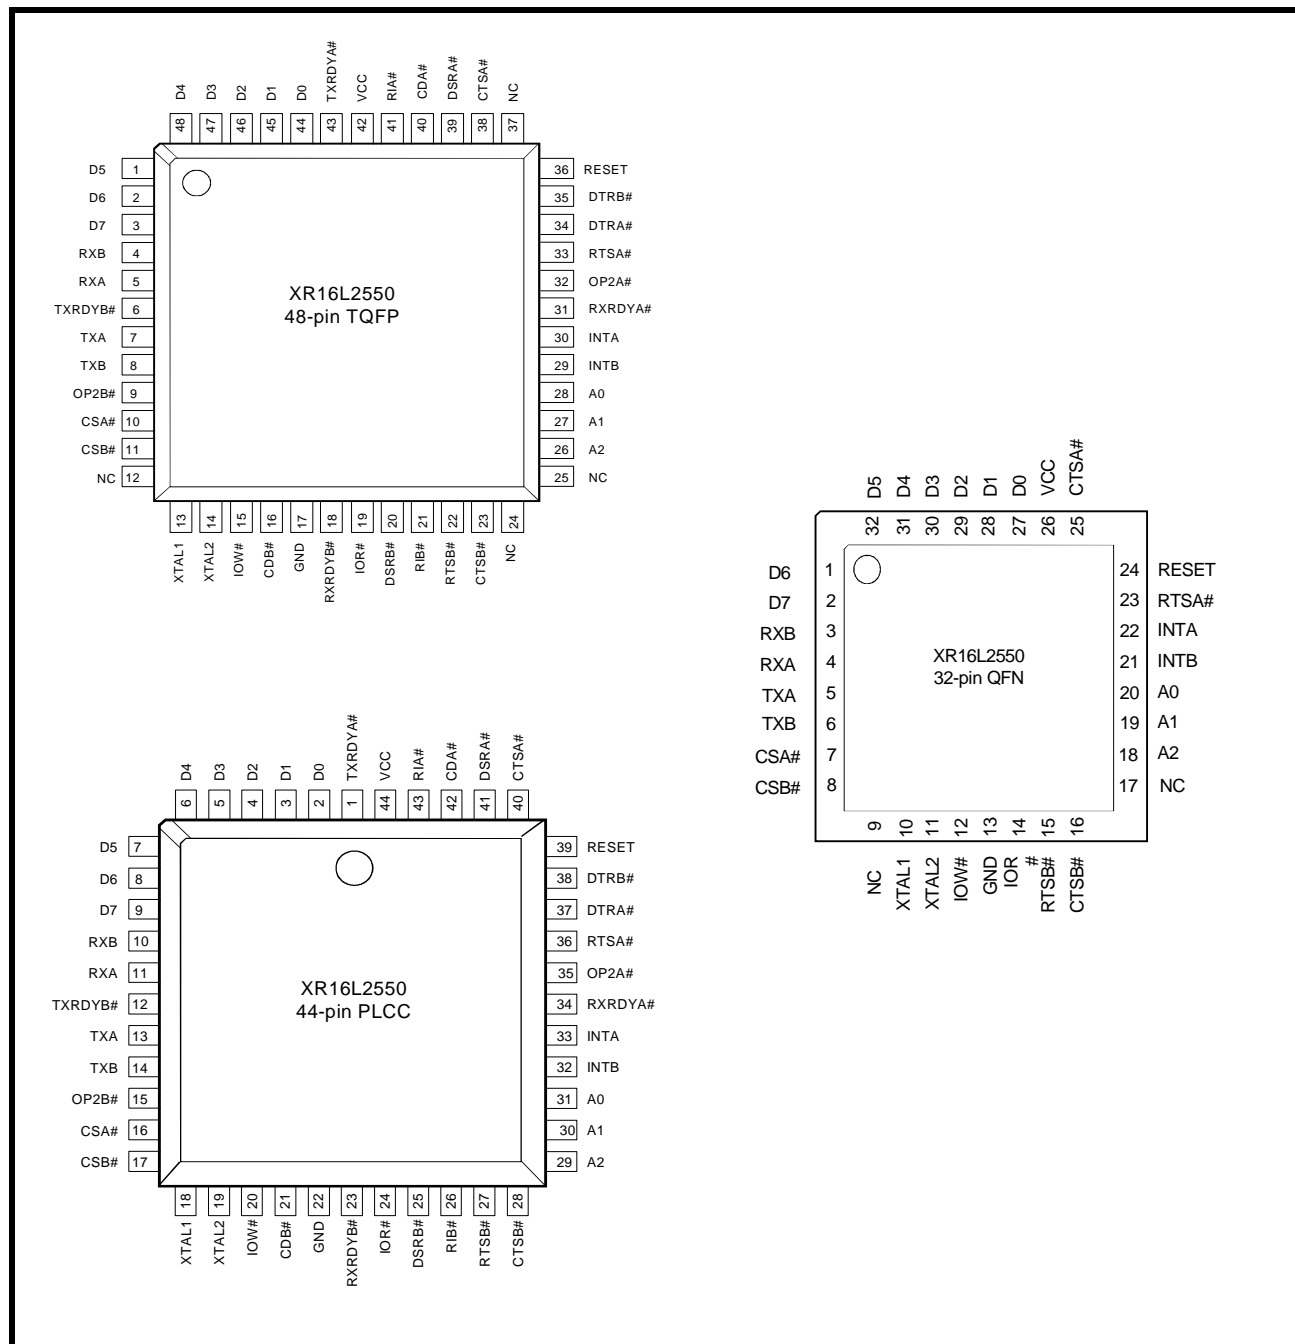 D4 D3 D2 D1 D0 TXRDYA# VCC RIA# CDA# DSRA# CTSA# NC
48 47 46 45 44 43 42 41 40 39 38 37
D5 1 36 RESET
D6 2 35 DTRB#
D7 3 34 DTRA#
RXB 4 33 RTSA#
RXA 5 32 OP2A#
TXRDYB# 6 31 RXRDYA#
TXA 7 30 INTA
TXB 8 29 INTB
OP2B# 9 28 A0
CSA# 10 27 A1
CSB# 11 26 A2
NC 12 25 NC
XR16L2550
48-pin TQFP
13 14 15 16 17 18 19 20 21 22 23 24
XTAL1 XTAL2 IOW# CDB# GND RXRDYB# IOR# DSRB# RIB# RTSB# CTSB# NC
D5 D4 D3 D2 D1 D0 VCC CTSA#
32 31 30 29 28 27 26 25
D6 1 24 RESET
D7 2 23 RTSA#
RXB 3 22 INTA
RXA 4 21 INTB
TXA 5 20 A0
TXB 6 19 A1
CSA# 7 18 A2
CSB# 8 17 NC
XR16L2550
32-pin QFN
9 10 11 12 13 14 15 16
NC XTAL1 XTAL2 IOW# GND IOR # RTSB# CTSB#
D4 D3 D2 D1 D0 TXRDYA# VCC RIA# CDA# DSRA# CTSA#
6 5 4 3 2 1 44 43 42 41 40
D5 7 39 RESET
D6 8 38 DTRB#
D7 9 37 DTRA#
RXB 10 36 RTSA#
RXA 11 35 OP2A#
TXRDYB# 12 34 RXRDYA#
TXA 13 33 INTA
TXB 14 32 INTB
OP2B# 15 31 A0
CSA# 16 30 A1
CSB# 17 29 A2
XR16L2550
44-pin PLCC
18 19 20 21 22 23 24 25 26 27 28
XTAL1 XTAL2 IOW# CDB# GND RXRDYB# IOR# DSRB# RIB# RTSB# CTSB#